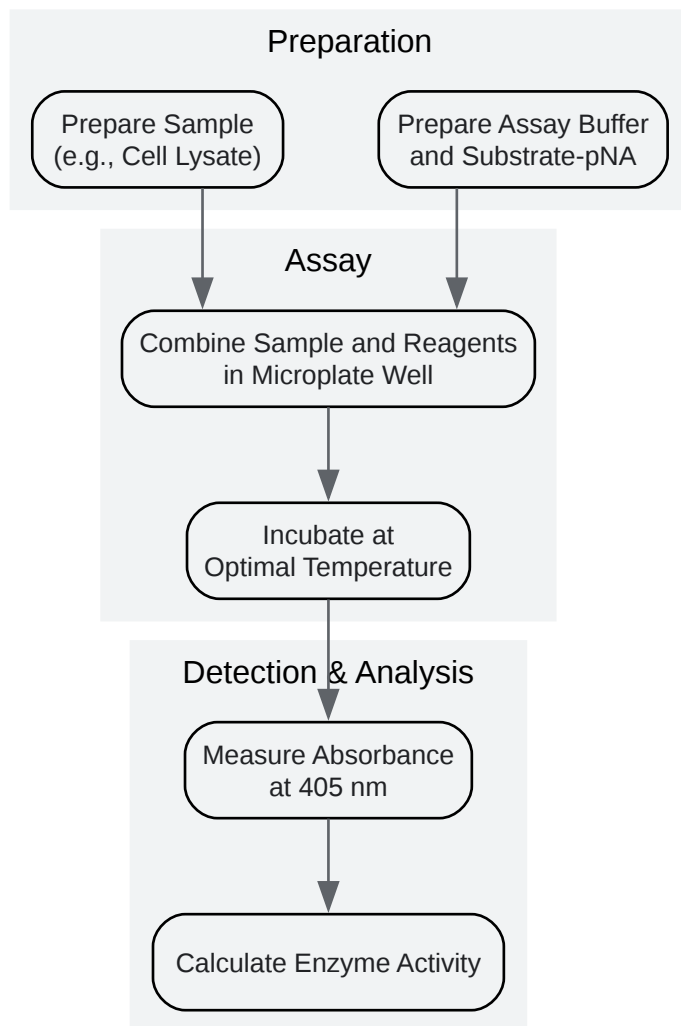 Preparation
Prepare Sample
(e.g., Cell Lysate)
Prepare Assay Buffer
and Substrate-pNA
Assay
Combine Sample and Reagents
in Microplate Well
Incubate at
Optimal Temperature
Detection & Analysis
Measure Absorbance
at 405 nm
Calculate Enzyme Activity